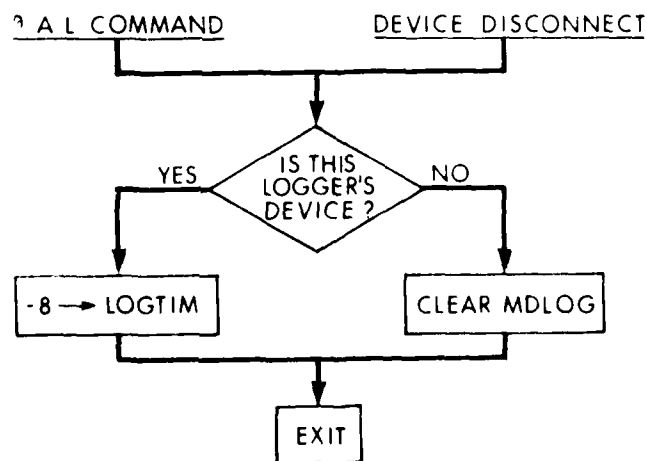 A L COMMAND
DEVICE DISCONNECT
IS THIS
LOGGER'S
DEVICE ?
YES
NO
-8 → LOGTIM
CLEAR MDLOG
EXIT